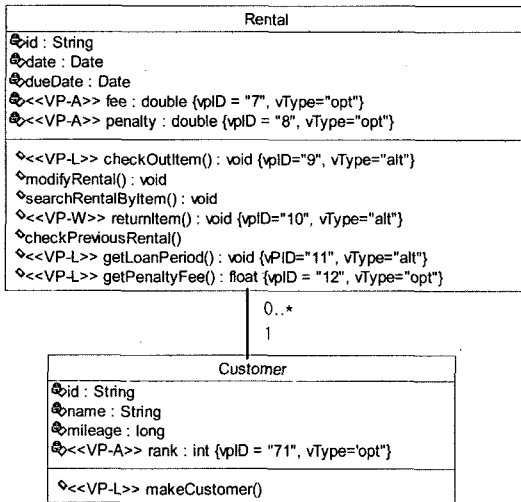 Rental
id : String
date : Date
dueDate : Date
<<VP-A>> fee : double {vpID = "7", vType="opt"}
<<VP-A>> penalty : double {vpID = "8", vType="opt"}
<<VP-L>> checkOutItem() : void {vpID="9", vType="alt"}
modifyRental() : void
searchRentalByItem() : void
<<VP-W>> returnItem() : void {vpID="10", vType="alt"}
checkPreviousRental()
<<VP-L>> getLoanPeriod() : void {vPID="11", vType="alt"}
<<VP-L>> getPenaltyFee() : float {vpID = "12", vType="opt"}
0..*
1
Customer
id : String
name : String
mileage : long
<<VP-A>> rank : int {vpID = "71", vType='opt"}
<<VP-L>> makeCustomer()